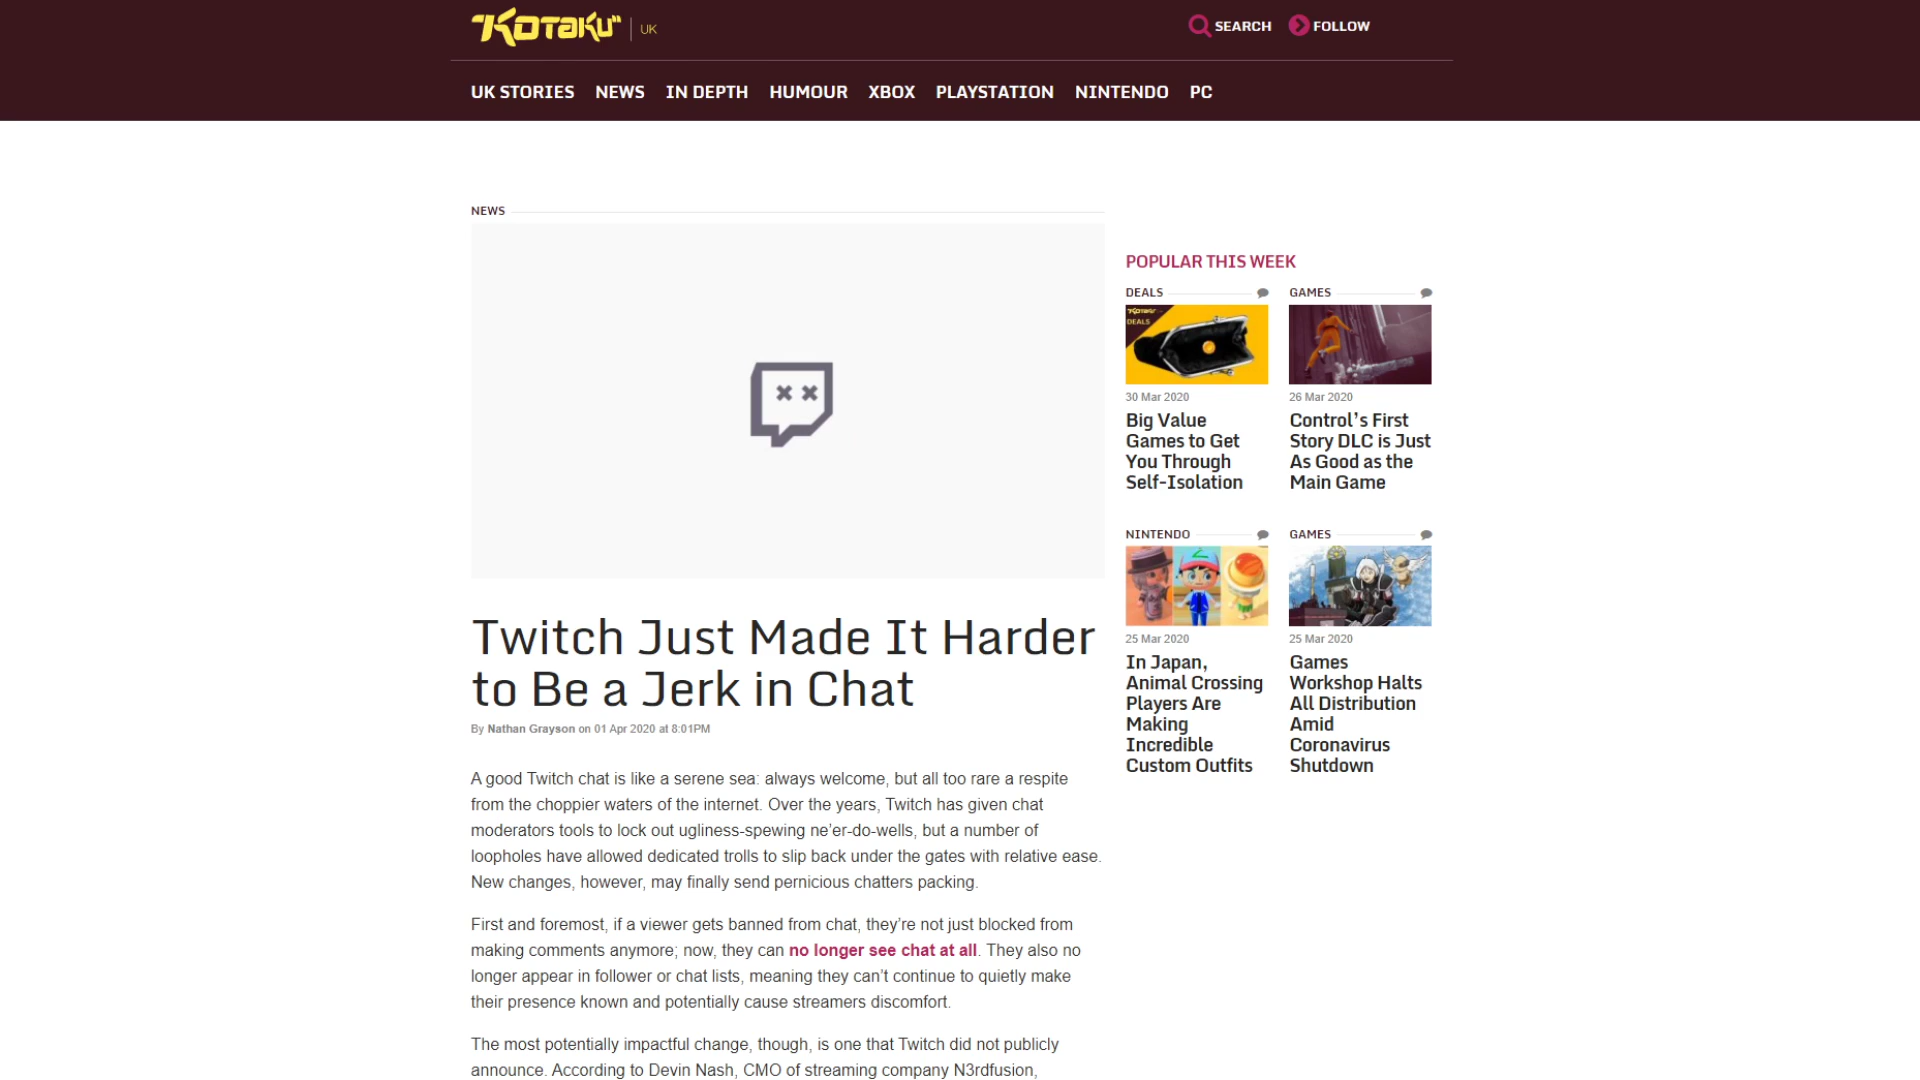 KOTAKU UK
SEARCH FOLLOW
UK STORIES NEWS IN DEPTH HUMOUR XBOX PLAYSTATION NINTENDO PC
NEWS
Twitch Just Made It Harder
to Be a Jerk in Chat
By Nathan Grayson on 01 Apr 2020 at 8:01PM
A good Twitch chat is like a serene sea: always welcome, but all too rare a respite
from the choppier waters of the internet. Over the years, Twitch has given chat
moderators tools to lock out ugliness-spewing ne’er-do-wells, but a number of
loopholes have allowed dedicated trolls to slip back under the gates with relative ease.
New changes, however, may finally send pernicious chatters packing.
First and foremost, if a viewer gets banned from chat, they’re not just blocked from
making comments anymore; now, they can no longer see chat at all. They also no
longer appear in follower or chat lists, meaning they can’t continue to quietly make
their presence known and potentially cause streamers discomfort.
The most potentially impactful change, though, is one that Twitch did not publicly
announce. According to Devin Nash, CMO of streaming company N3rdfusion,
POPULAR THIS WEEK
DEALS
KOTAKU
DEALS
30 Mar 2020
Big Value
Games to Get
You Through
Self-Isolation
GAMES
26 Mar 2020
Control’s First
Story DLC is Just
As Good as the
Main Game
NINTENDO
25 Mar 2020
In Japan,
Animal Crossing
Players Are
Making
Incredible
Custom Outfits
GAMES
25 Mar 2020
Games
Workshop Halts
All Distribution
Amid
Coronavirus
Shutdown